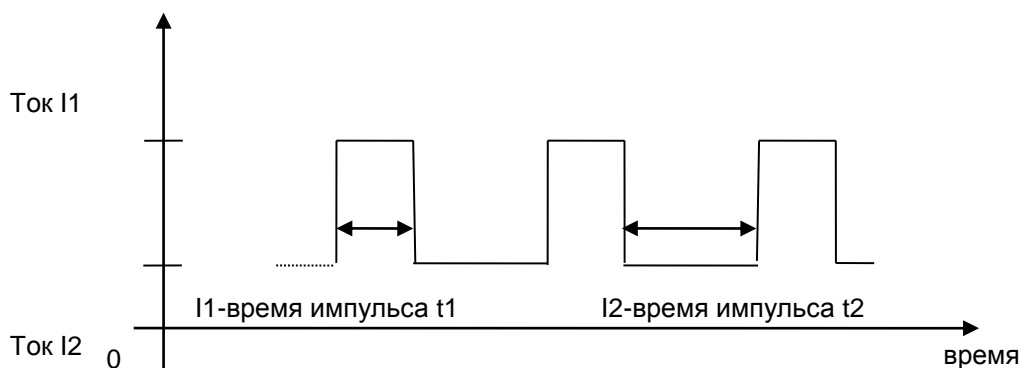 Ток I1
I1-время импульса t1
I2-время импульса t2
Ток I2
0
время